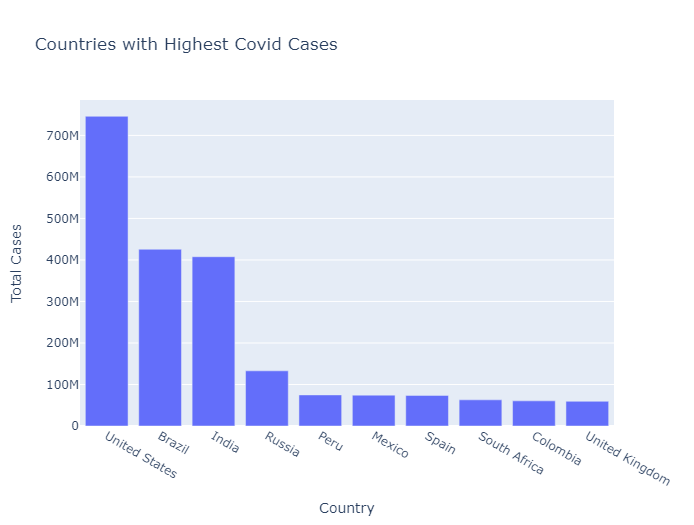 Countries with Highest Covid Cases
Total Cases
700M
600M
500M
400M
300M
200M
100M
0
United States
Brazil
India
Russia
Peru
Mexico
Spain
South Africa
Colombia
United Kingdom
Country